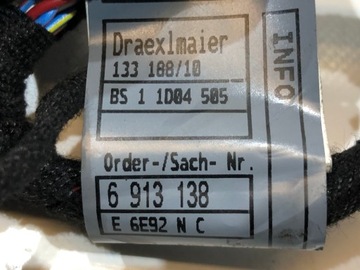 Draexlmaier
133 188/10
BS 1 1D04 505
INFO
Order-/Sach- Nr.
6 913 138
E 6E92 N C